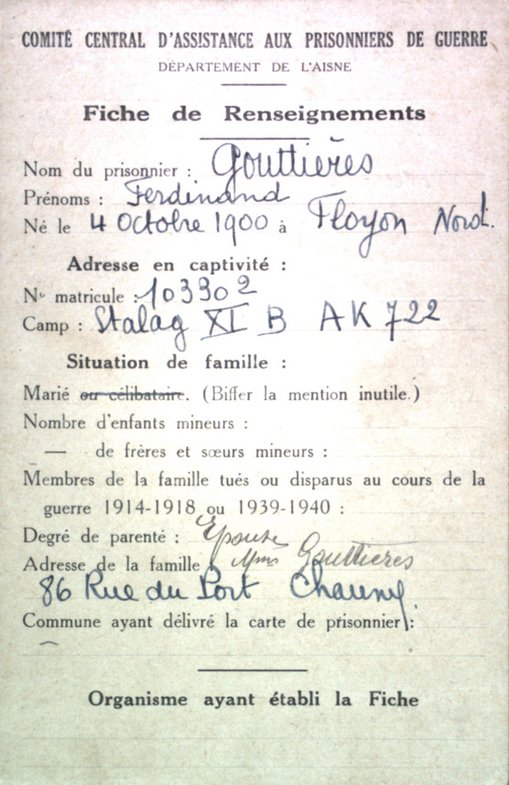 COMITÉ CENTRAL D'ASSISTANCE AUX PRISONNIERS DE GUERRE
DÉPARTEMENT DE L'AISNE
Fiche de Renseignements
Nom du prisonnier : Gouttières
Prénoms : Ferdinand
Né le 4 Octobre 1900 à Floyon Nord.
Adresse en captivité :
No matricule : 103302
Camp : Stalag XI B AK 722
Situation de famille :
Marié ou célibataire. (Biffer la mention inutile.)
Nombre d'enfants mineurs :
— de frères et sœurs mineurs :
Membres de la famille tués ou disparus au cours de la
guerre 1914-1918 ou 1939-1940 :
Degré de parenté : Epouse
Adresse de la famille Mme Gouttières
86 Rue du Port Chauny.
Commune ayant délivré la carte de prisonnier :
—
Organisme ayant établi la Fiche